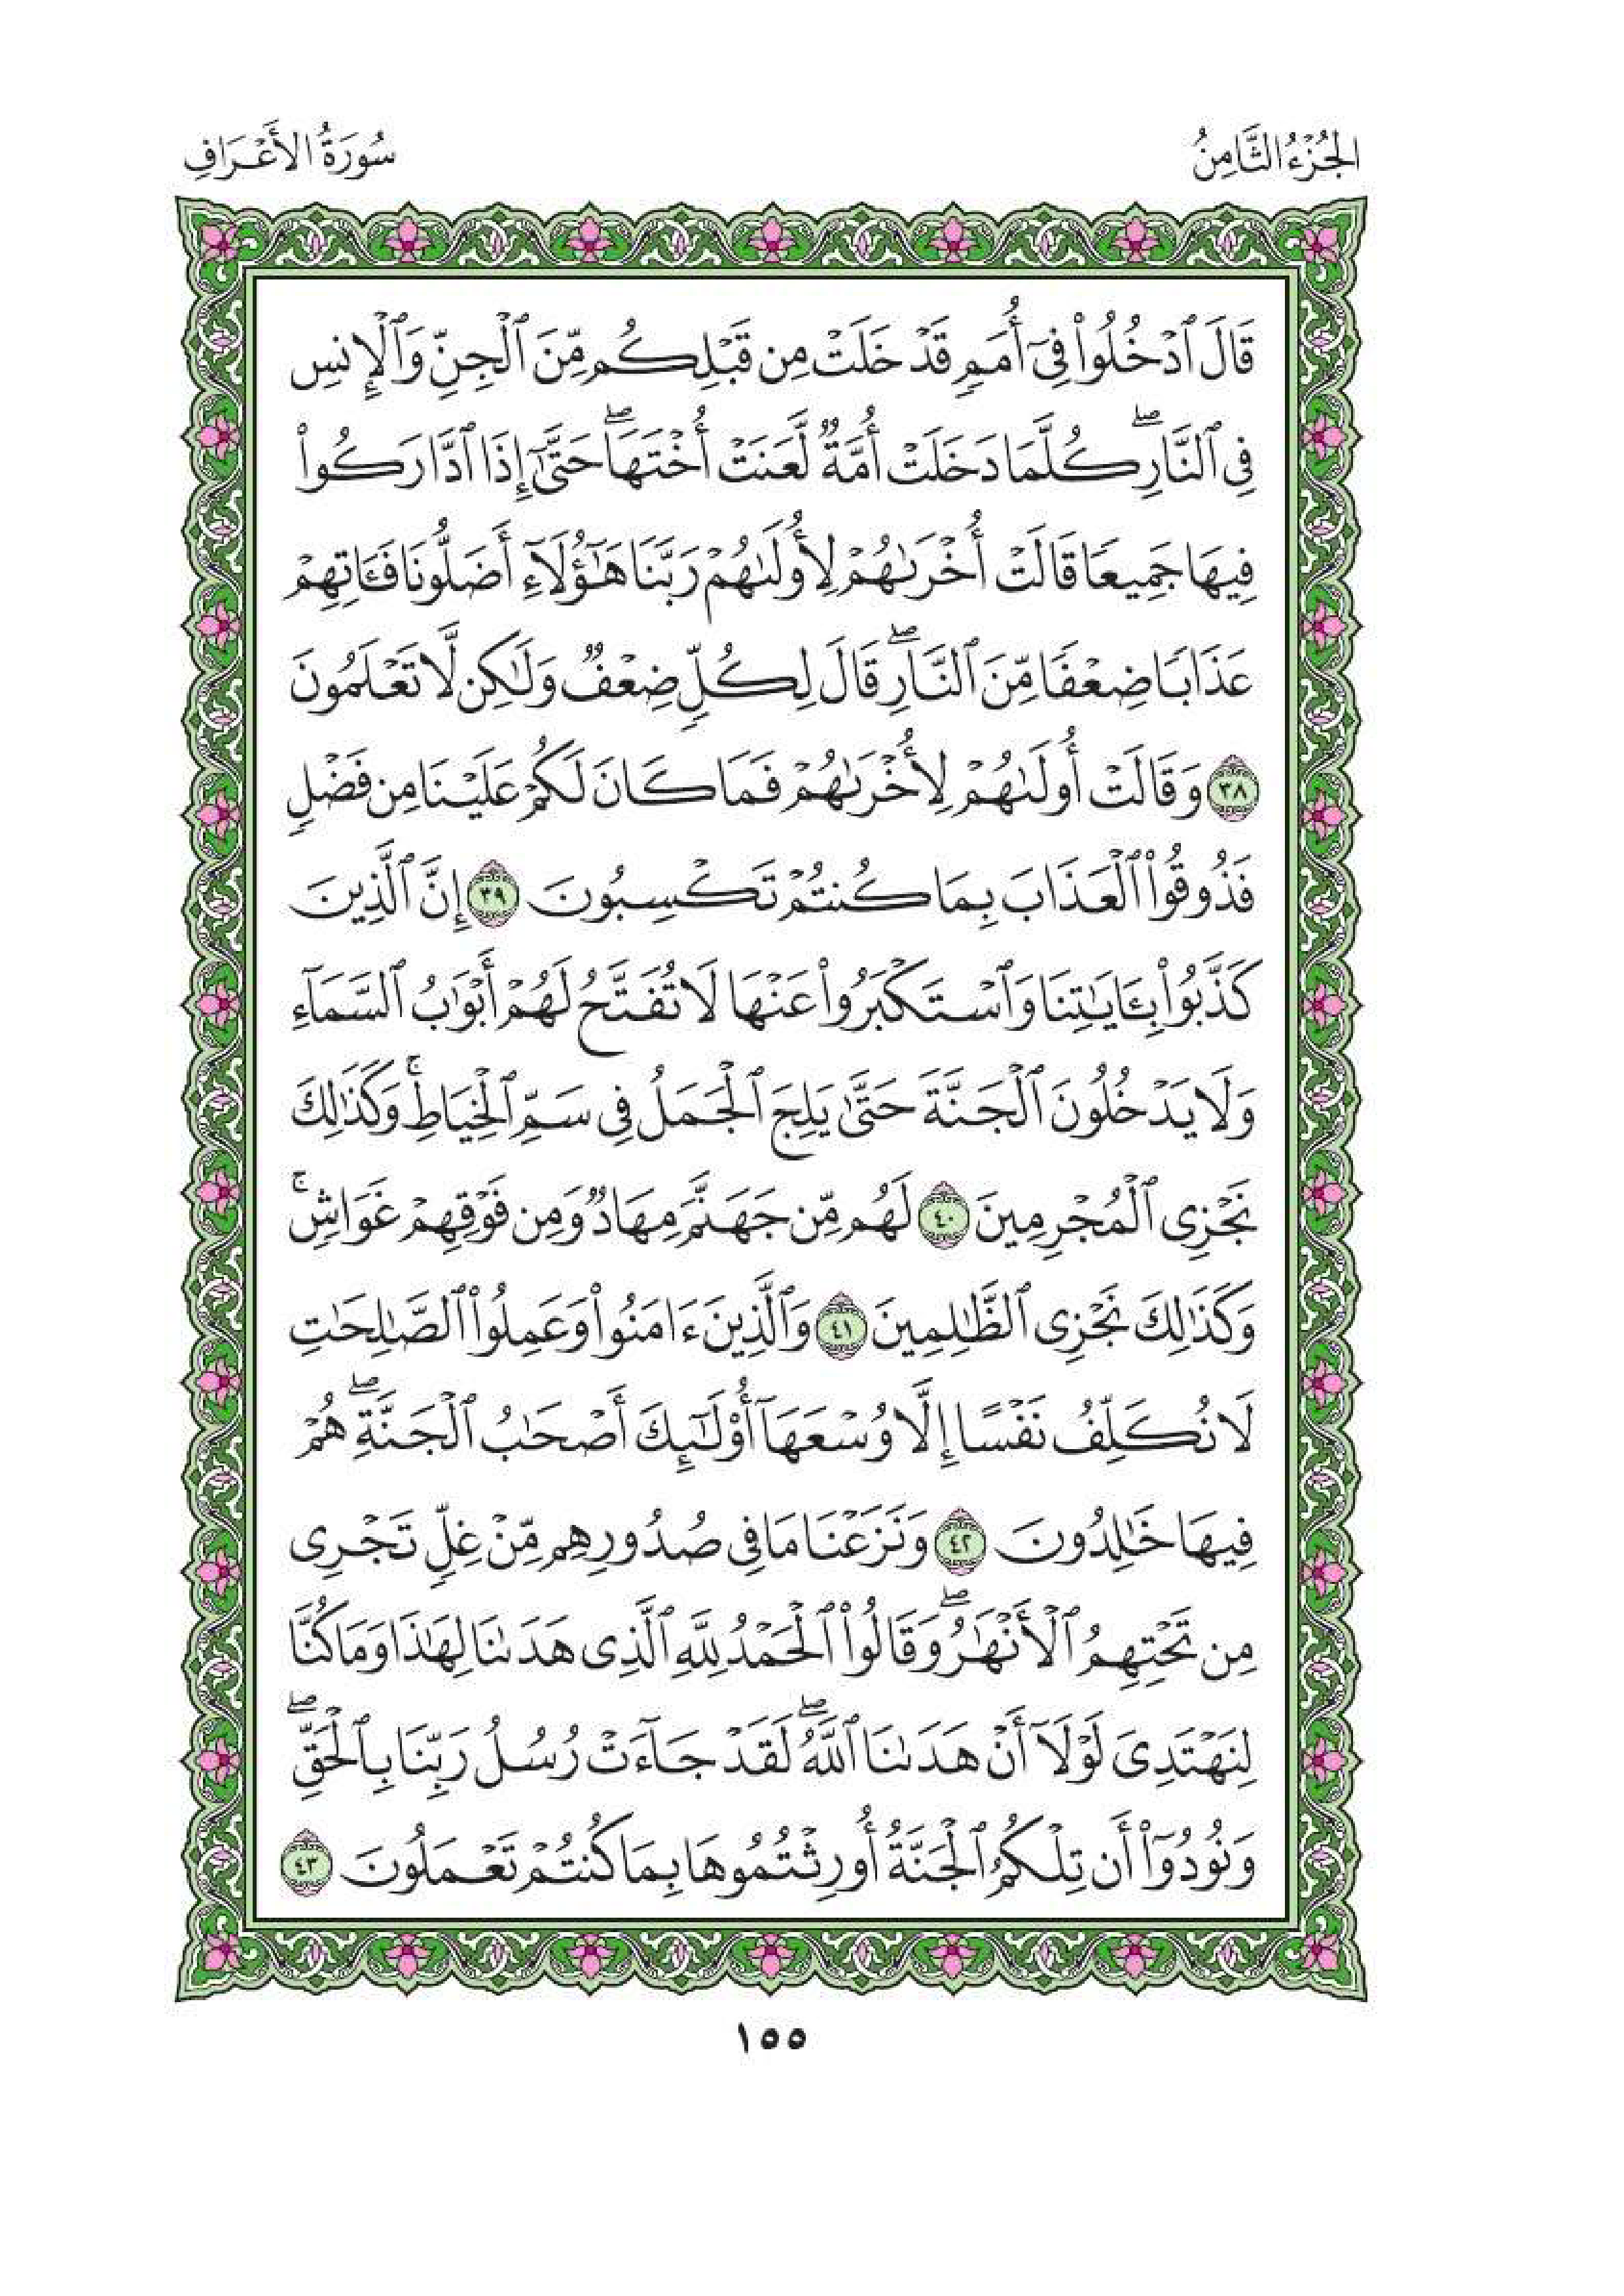 الجُزْءُ الثَّامِنُ
سُورَةُ الأَعْرَافِ
قَالَ ٱدْخُلُوا۟ فِىٓ أُمَمٍ قَدْ خَلَتْ مِن قَبْلِكُم مِّنَ ٱلْجِنِّ وَٱلْإِنسِ
فِى ٱلنَّارِ ۖ كُلَّمَا دَخَلَتْ أُمَّةٌ لَّعَنَتْ أُخْتَهَا ۖ حَتَّىٰٓ إِذَا ٱدَّارَكُوا۟
فِيهَا جَمِيعًا قَالَتْ أُخْرَىٰهُمْ لِأُولَىٰهُمْ رَبَّنَا هَٰٓؤُلَآءِ أَضَلُّونَا فَـَٔاتِهِمْ
عَذَابًا ضِعْفًا مِّنَ ٱلنَّارِ ۖ قَالَ لِكُلٍّ ضِعْفٌ وَلَٰكِن لَّا تَعْلَمُونَ
٣٨ وَقَالَتْ أُولَىٰهُمْ لِأُخْرَىٰهُمْ فَمَا كَانَ لَكُمْ عَلَيْنَا مِن فَضْلٍ
فَذُوقُوا۟ ٱلْعَذَابَ بِمَا كُنتُمْ تَكْسِبُونَ ٣٩ إِنَّ ٱلَّذِينَ
كَذَّبُوا۟ بِـَٔايَٰتِنَا وَٱسْتَكْبَرُوا۟ عَنْهَا لَا تُفَتَّحُ لَهُمْ أَبْوَٰبُ ٱلسَّمَآءِ
وَلَا يَدْخُلُونَ ٱلْجَنَّةَ حَتَّىٰ يَلِجَ ٱلْجَمَلُ فِى سَمِّ ٱلْخِيَاطِ ۚ وَكَذَٰلِكَ
نَجْزِى ٱلْمُجْرِمِينَ ٤٠ لَهُم مِّن جَهَنَّمَ مِهَادٌ وَمِن فَوْقِهِمْ غَوَاشٍ ۚ
وَكَذَٰلِكَ نَجْزِى ٱلظَّٰلِمِينَ ٤١ وَٱلَّذِينَ ءَامَنُوا۟ وَعَمِلُوا۟ ٱلصَّٰلِحَٰتِ
لَا نُكَلِّفُ نَفْسًا إِلَّا وُسْعَهَآ أُو۟لَٰٓئِكَ أَصْحَٰبُ ٱلْجَنَّةِ ۖ هُمْ
فِيهَا خَٰلِدُونَ ٤٢ وَنَزَعْنَا مَا فِى صُدُورِهِم مِّنْ غِلٍّ تَجْرِى
مِن تَحْتِهِمُ ٱلْأَنْهَٰرُ ۖ وَقَالُوا۟ ٱلْحَمْدُ لِلَّهِ ٱلَّذِى هَدَىٰنَا لِهَٰذَا وَمَا كُنَّا
لِنَهْتَدِىَ لَوْلَآ أَنْ هَدَىٰنَا ٱللَّهُ ۖ لَقَدْ جَآءَتْ رُسُلُ رَبِّنَا بِٱلْحَقِّ ۖ
وَنُودُوٓا۟ أَن تِلْكُمُ ٱلْجَنَّةُ أُورِثْتُمُوهَا بِمَا كُنتُمْ تَعْمَلُونَ ٤٣
١٥٥